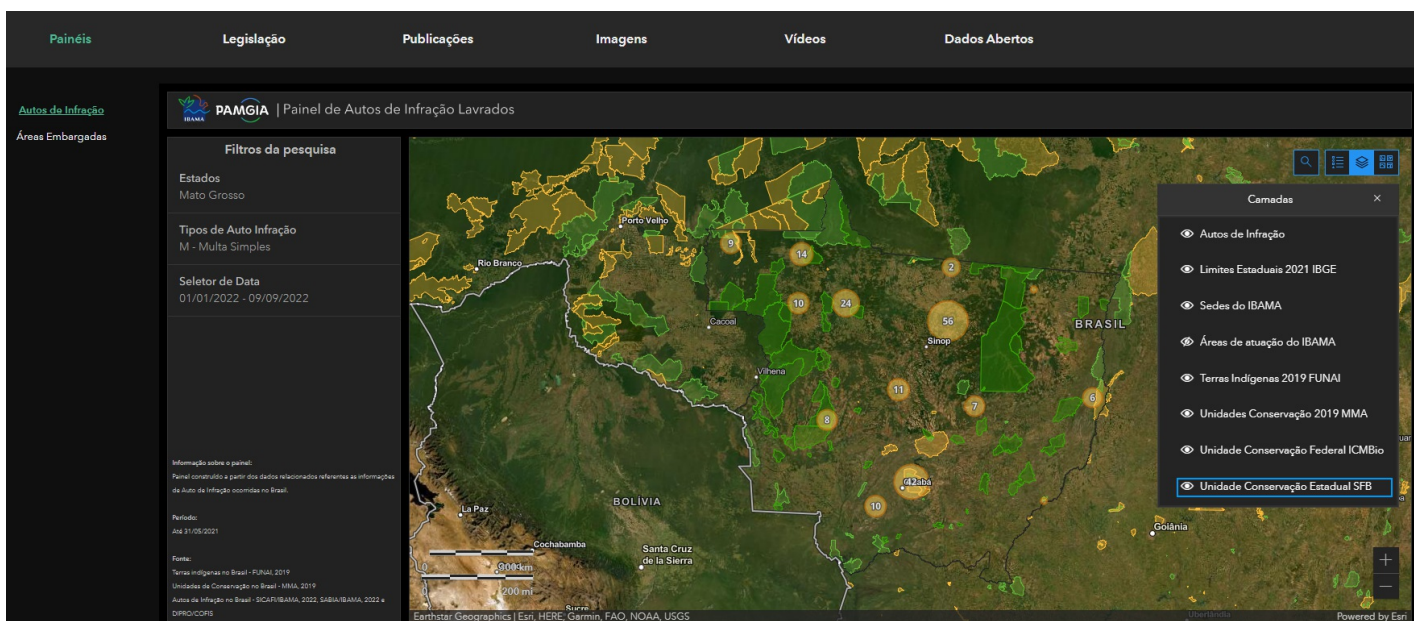 Painéis
Legislação
Publicações
Imagens
Vídeos
Dados Abertos
Autos de Infração
Áreas Embargadas
IBAMA
PAMGIA | Painel de Autos de Infração Lavrados
Filtros da pesquisa
Estados
Mato Grosso
Tipos de Auto Infração
M - Multa Simples
Seletor de Data
01/01/2022 - 09/09/2022
Informação sobre o painel:
Painel construído a partir dos dados relacionados referentes as informações
de Auto de Infração ocorridas no Brasil.
Período:
Até 31/05/2021
Fonte:
Terras indígenas no Brasil - FUNAI, 2019
Unidades de Conservação no Brasil - MMA, 2019
Autos de Infração no Brasil - SICAFI/IBAMA, 2022, SABIA/IBAMA, 2022 e
DIPRO/COFIS
Porto Velho
9
14
Rio Branco
2
10
24
56
Cacoal
Sinop
BRASIL
Vilhena
11
7
6
8
42
10
BOLÍVIA
La Paz
Goiânia
Cochabamba
Santa Cruz
de la Sierra
0
300 km
200 mi
Sucre
Uberlândia
Earthstar Geographics | Esri, HERE, Garmin, FAO, NOAA, USGS
Powered by Esri
Camadas
×
Autos de Infração
Limites Estaduais 2021 IBGE
Sedes do IBAMA
Áreas de atuação do IBAMA
Terras Indígenas 2019 FUNAI
Unidades Conservação 2019 MMA
Unidade Conservação Federal ICMBio
Unidade Conservação Estadual SFB
+
−